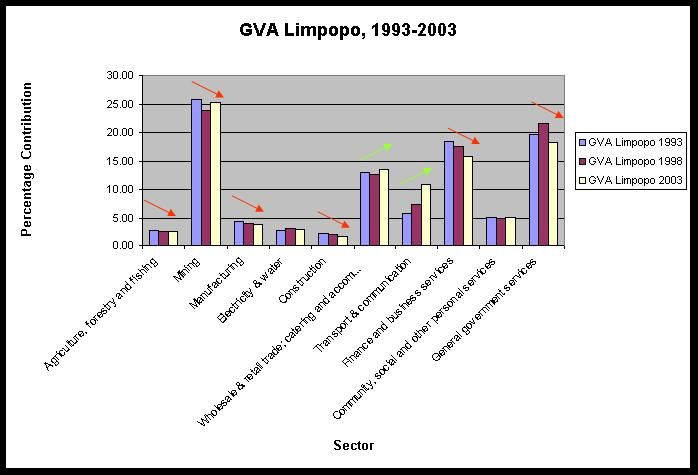 GVA Limpopo, 1993-2003
Percentage Contribution
30.00
25.00
20.00
15.00
10.00
5.00
0.00
Agriculture, forestry and fishing
Mining
Manufacturing
Electricity & water
Construction
Wholesale & retail trade; catering and accom...
Transport & communication
Finance and business services
Community, social and other personal services
General government services
Sector
GVA Limpopo 1993
GVA Limpopo 1998
GVA Limpopo 2003